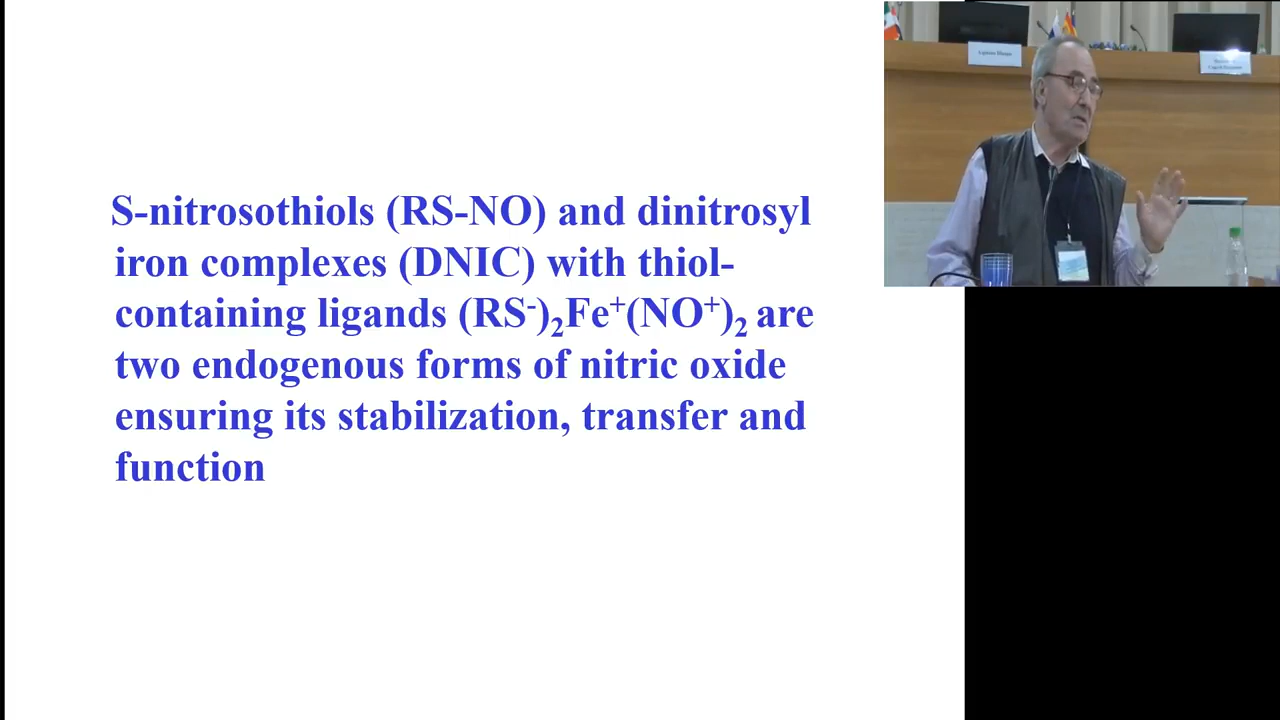 S-nitrosothiols (RS-NO) and dinitrosyl
iron complexes (DNIC) with thiol-
containing ligands (RS⁻)₂Fe⁺(NO⁺)₂ are
two endogenous forms of nitric oxide
ensuring its stabilization, transfer and
function